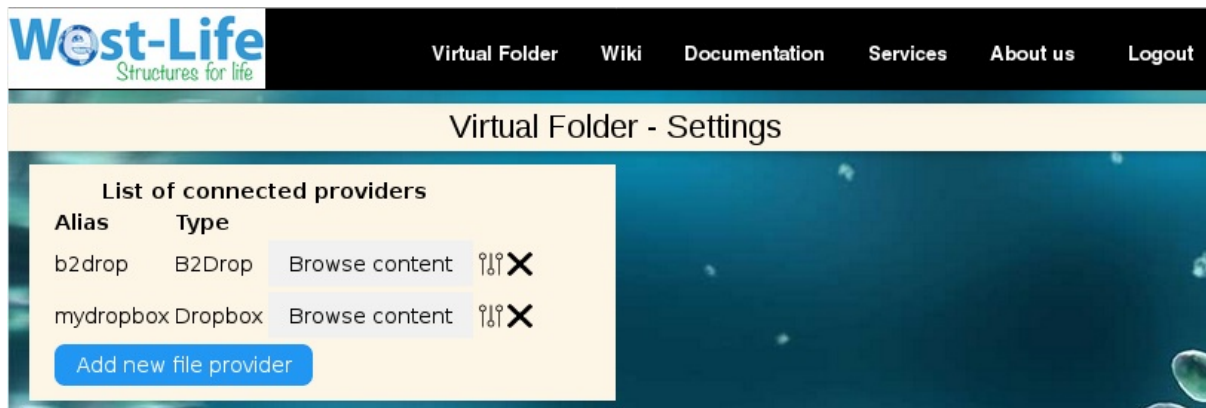 West-Life
Structures for life
Virtual Folder Wiki Documentation Services About us Logout
Virtual Folder - Settings
List of connected providers
Alias Type
b2drop B2Drop Browse content
mydropbox Dropbox Browse content
Add new file provider